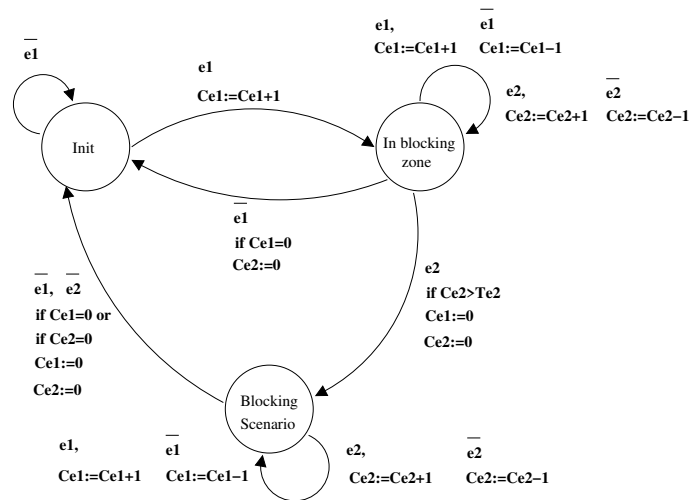 e1̅
Init
e1
Ce1:=Ce1+1
e1, e1̅
Ce1:=Ce1+1 Ce1:=Ce1−1
e2, e2̅
Ce2:=Ce2+1 Ce2:=Ce2−1
In blocking
zone
e1̅
if Ce1=0
Ce2:=0
e2
if Ce2>Te2
Ce1:=0
Ce2:=0
e1̅, e2̅
if Ce1=0 or
if Ce2=0
Ce1:=0
Ce2:=0
Blocking
Scenario
e1, e1̅
Ce1:=Ce1+1 Ce1:=Ce1−1
e2, e2̅
Ce2:=Ce2+1 Ce2:=Ce2−1